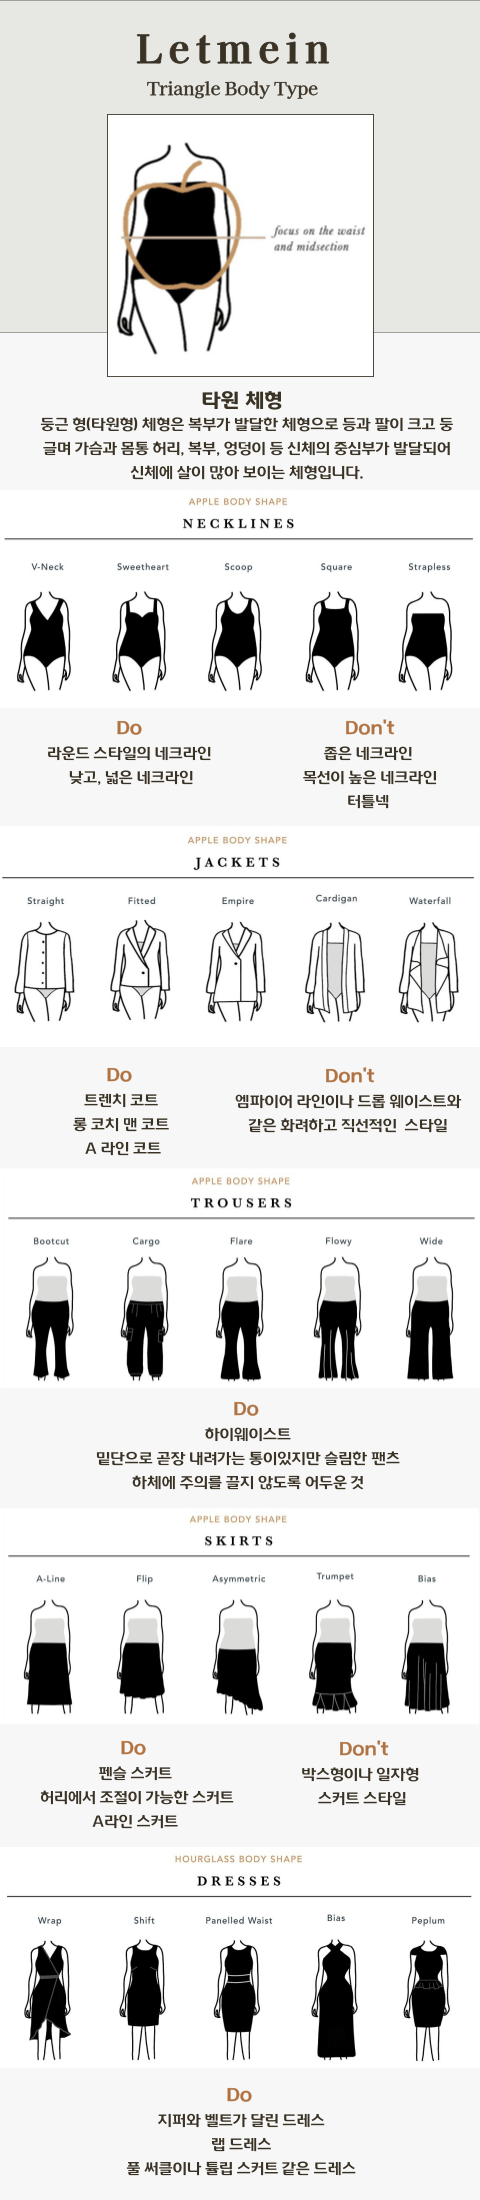 Letmein
Triangle Body Type
focus on the waist
and midsection
타원 체형
둥근 형(타원형) 체형은 복부가 발달한 체형으로 등과 팔이 크고 둥
글며 가슴과 몸통 허리, 복부, 엉덩이 등 신체의 중심부가 발달되어
신체에 살이 많아 보이는 체형입니다.
APPLE BODY SHAPE
NECKLINES
V-Neck Sweetheart Scoop Square Strapless
Do Don't
라운드 스타일의 네크라인 좁은 네크라인
낮고, 넓은 네크라인 목선이 높은 네크라인
터틀넥
APPLE BODY SHAPE
JACKETS
Straight Fitted Empire Cardigan Waterfall
Do Don't
트렌치 코트 엠파이어 라인이나 드롭 웨이스트와
롱 코치 맨 코트 같은 화려하고 직선적인 스타일
A 라인 코트
APPLE BODY SHAPE
TROUSERS
Bootcut Cargo Flare Flowy Wide
Do
하이웨이스트
밑단으로 곧장 내려가는 통이있지만 슬림한 팬츠
하체에 주의를 끌지 않도록 어두운 것
APPLE BODY SHAPE
SKIRTS
A-Line Flip Asymmetric Trumpet Bias
Do Don't
펜슬 스커트 박스형이나 일자형
허리에서 조절이 가능한 스커트 스커트 스타일
A라인 스커트
HOURGLASS BODY SHAPE
DRESSES
Wrap Shift Panelled Waist Bias Peplum
Do
지퍼와 벨트가 달린 드레스
랩 드레스
풀 써클이나 튤립 스커트 같은 드레스